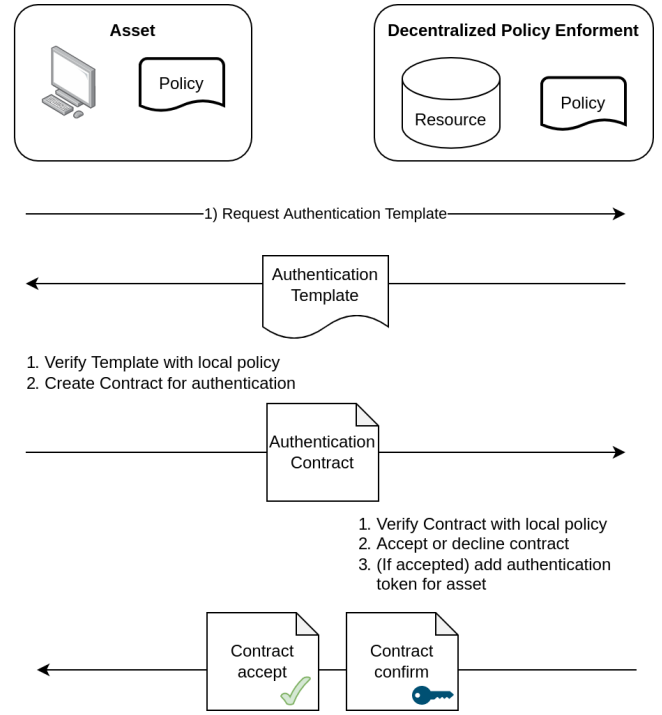 Asset
Policy
Decentralized Policy Enforment
Resource
Policy
1) Request Authentication Template
Authentication
Template
1. Verify Template with local policy
2. Create Contract for authentication
Authentication
Contract
1. Verify Contract with local policy
2. Accept or decline contract
3. (If accepted) add authentication
token for asset
Contract
accept
Contract
confirm